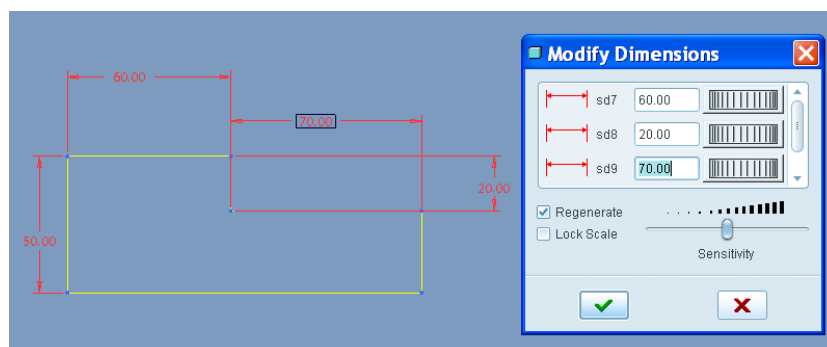 60.00
70.00
20.00
50.00
Modify Dimensions
sd7 60.00
sd8 20.00
sd9 70.00
Regenerate
Lock Scale
Sensitivity